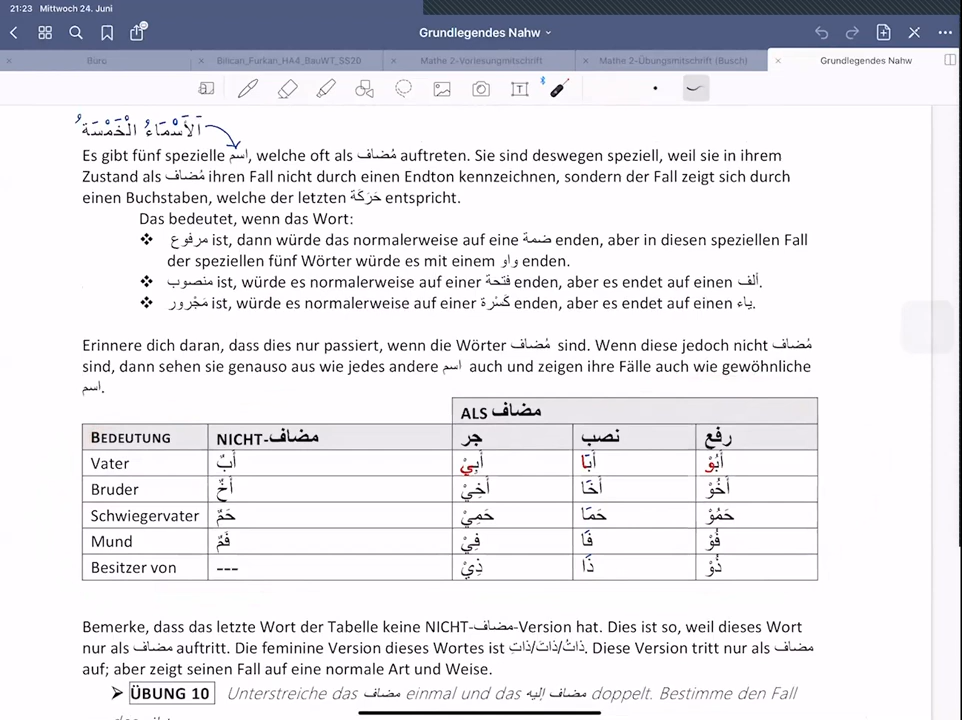 21:23 Mittwoch 24. Juni
Grundlegendes Nahw
Büro
Bilican_Furkan_HA4_BauWT_SS20
Mathe 2-Vorlesungmitschrift
Mathe 2-Übungsmitschrift (Busch)
Grundlegendes Nahw
اَلأَسْمَاءُ الْخَمْسَةُ
Es gibt fünf spezielle اسم, welche oft als مُضاف auftreten. Sie sind deswegen speziell, weil sie in ihrem
Zustand als مُضاف ihren Fall nicht durch einen Endton kennzeichnen, sondern der Fall zeigt sich durch
einen Buchstaben, welche der letzten حَرَكَة entspricht.
Das bedeutet, wenn das Wort:
❖ مرفوع ist, dann würde das normalerweise auf eine ضمة enden, aber in diesen speziellen Fall
der speziellen fünf Wörter würde es mit einem واو enden.
❖ منصوب ist, würde es normalerweise auf einer فتحة enden, aber es endet auf einen ألف.
❖ مَجْرور ist, würde es normalerweise auf einer كَسْرة enden, aber es endet auf einen ياء.
Erinnere dich daran, dass dies nur passiert, wenn die Wörter مُضاف sind. Wenn diese jedoch nicht مُضاف
sind, dann sehen sie genauso aus wie jedes andere اسم auch und zeigen ihre Fälle auch wie gewöhnliche
اسم.
ALS مضاف
BEDEUTUNG NICHT-مضاف جر نصب رفع
Vater أَبٌ أَبِيْ أَبَا أَبُوْ
Bruder أَخٌ أَخِيْ أَخَا أَخُوْ
Schwiegervater حَمٌ حَمِيْ حَمَا حَمُوْ
Mund فَمٌ فِيْ فَا فُوْ
Besitzer von --- ذِيْ ذَا ذُوْ
Bemerke, dass das letzte Wort der Tabelle keine NICHT-مضاف-Version hat. Dies ist so, weil dieses Wort
nur als مضاف auftritt. Die feminine Version dieses Wortes ist ذاتُ/ذاتَ/ذاتِ. Diese Version tritt nur als مضاف
auf; aber zeigt seinen Fall auf eine normale Art und Weise.
➤ ÜBUNG 10 Unterstreiche das مضاف einmal und das مضاف إليه doppelt. Bestimme den Fall